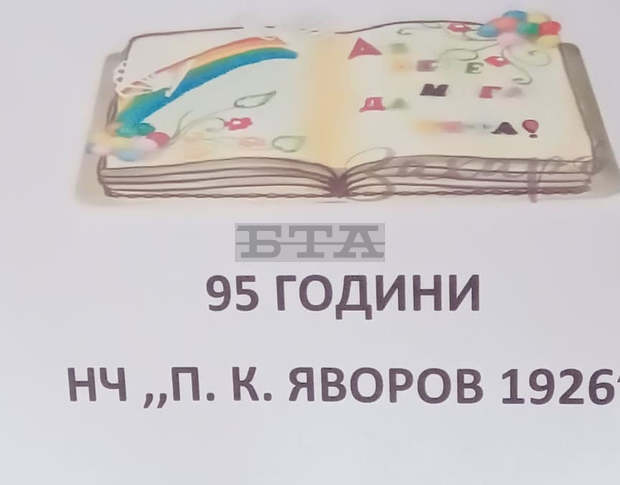 БТА
95 ГОДИНИ
НЧ ,,П. К. ЯВОРОВ 1926“